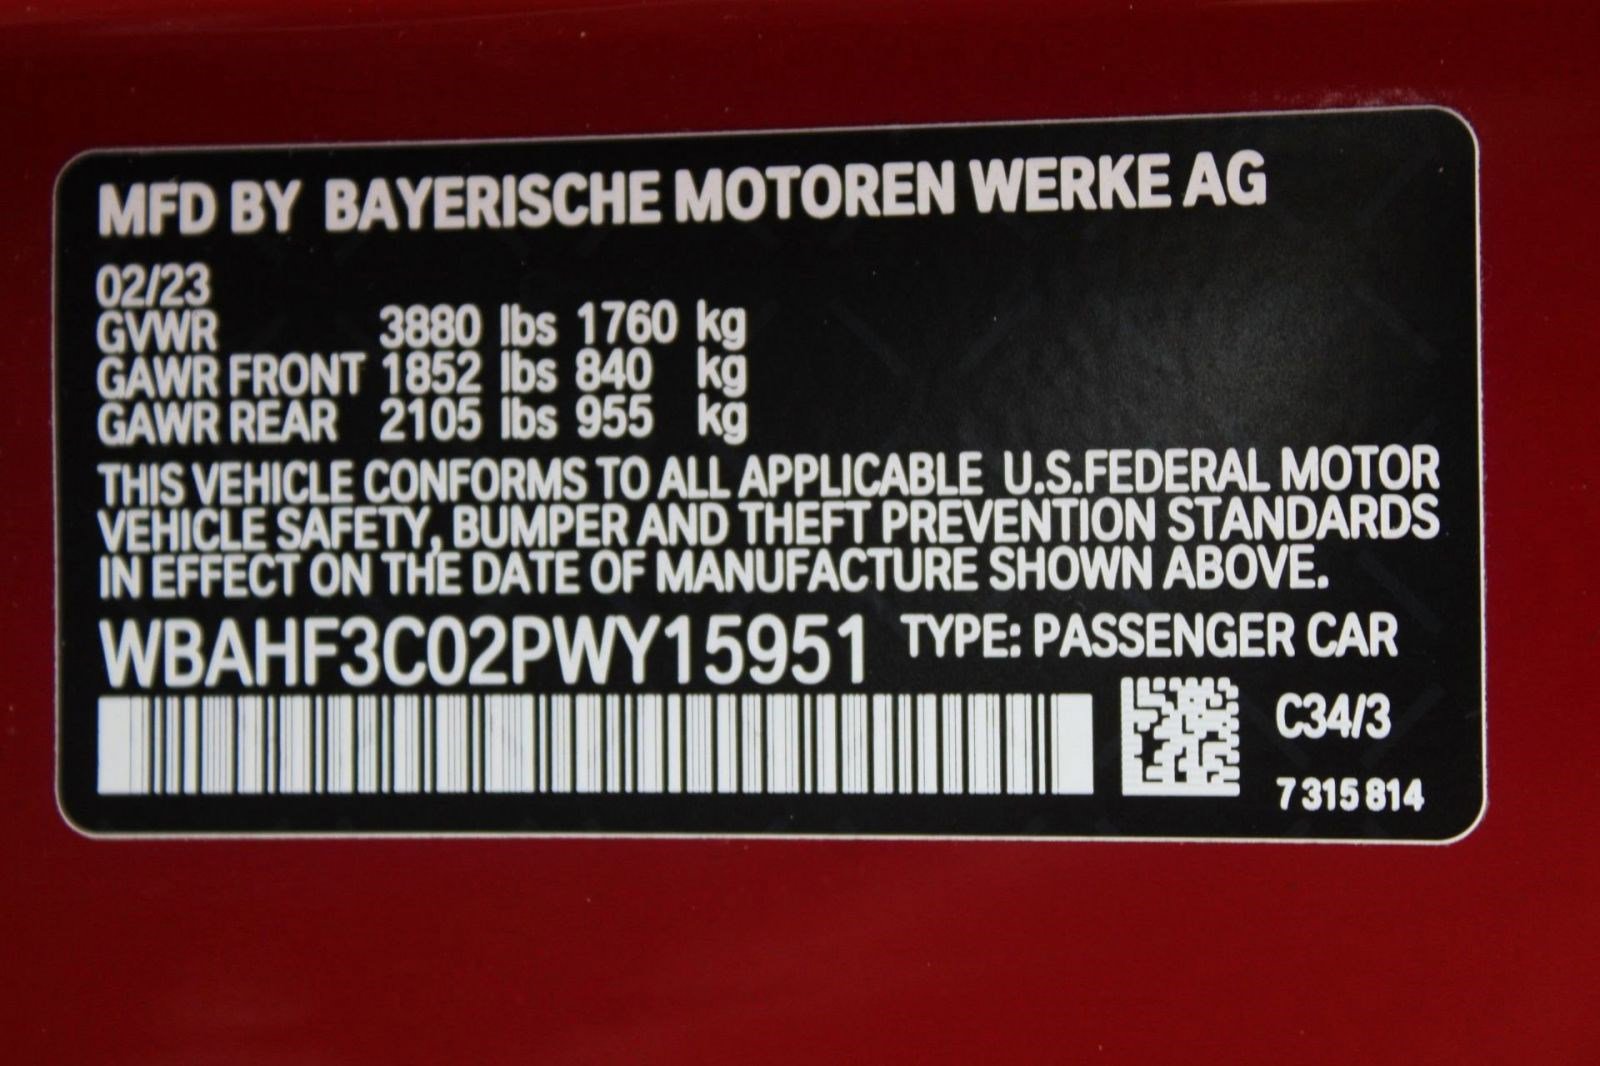 MFD BY BAYERISCHE MOTOREN WERKE AG
02/23
GVWR 3880 lbs 1760 kg
GAWR FRONT 1852 lbs 840 kg
GAWR REAR 2105 lbs 955 kg
THIS VEHICLE CONFORMS TO ALL APPLICABLE U.S.FEDERAL MOTOR
VEHICLE SAFETY, BUMPER AND THEFT PREVENTION STANDARDS
IN EFFECT ON THE DATE OF MANUFACTURE SHOWN ABOVE.
WBAHF3C02PWY15951 TYPE: PASSENGER CAR
C34/3
7 315 814